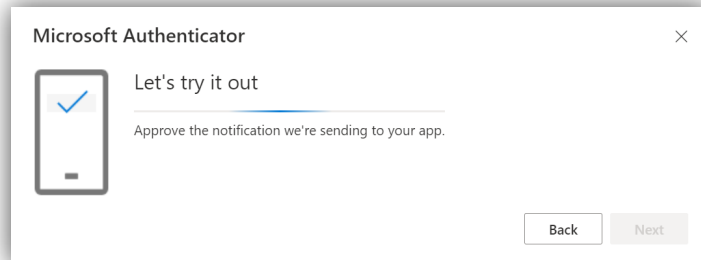 Microsoft Authenticator
Let's try it out
Approve the notification we're sending to your app.
Back
Next